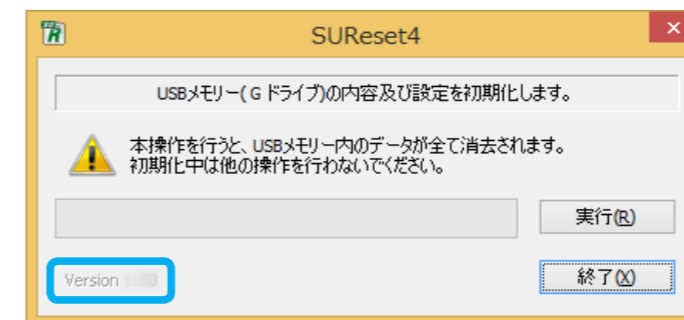 SUReset4
USBメモリー( G ドライブ)の内容及び設定を初期化します。
本操作を行うと、USBメモリー内のデータが全て消去されます。
初期化中は他の操作を行わないでください。
実行(R)
Version
終了(X)